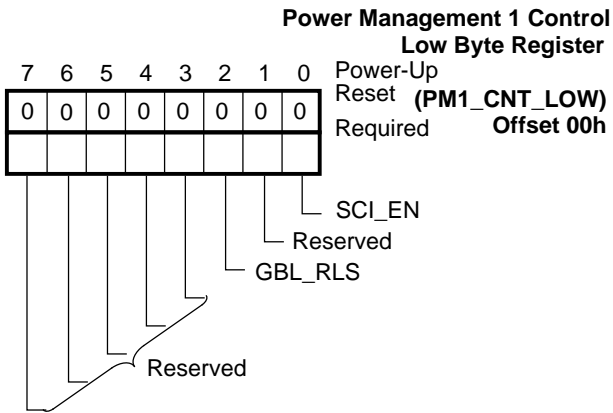 Power Management 1 Control
Low Byte Register
(PM1_CNT_LOW)
Offset 00h
7 6 5 4 3 2 1 0
Power-Up
Reset
0 0 0 0 0 0 0 0
Required
SCI_EN
Reserved
GBL_RLS
Reserved